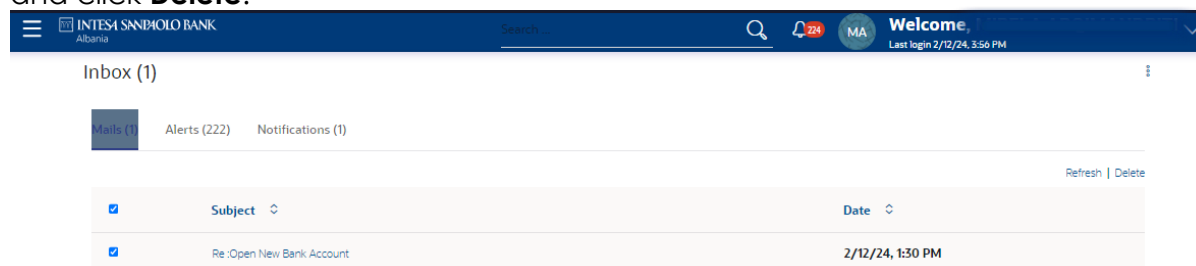 and click Delete.
INTESA SANPAOLO BANK
Albania
Search ...
224
MA
Welcome,
Last login 2/12/24, 3:56 PM
Inbox (1)
Mails (1) Alerts (222) Notifications (1)
Refresh | Delete
Subject Date
Re :Open New Bank Account 2/12/24, 1:30 PM